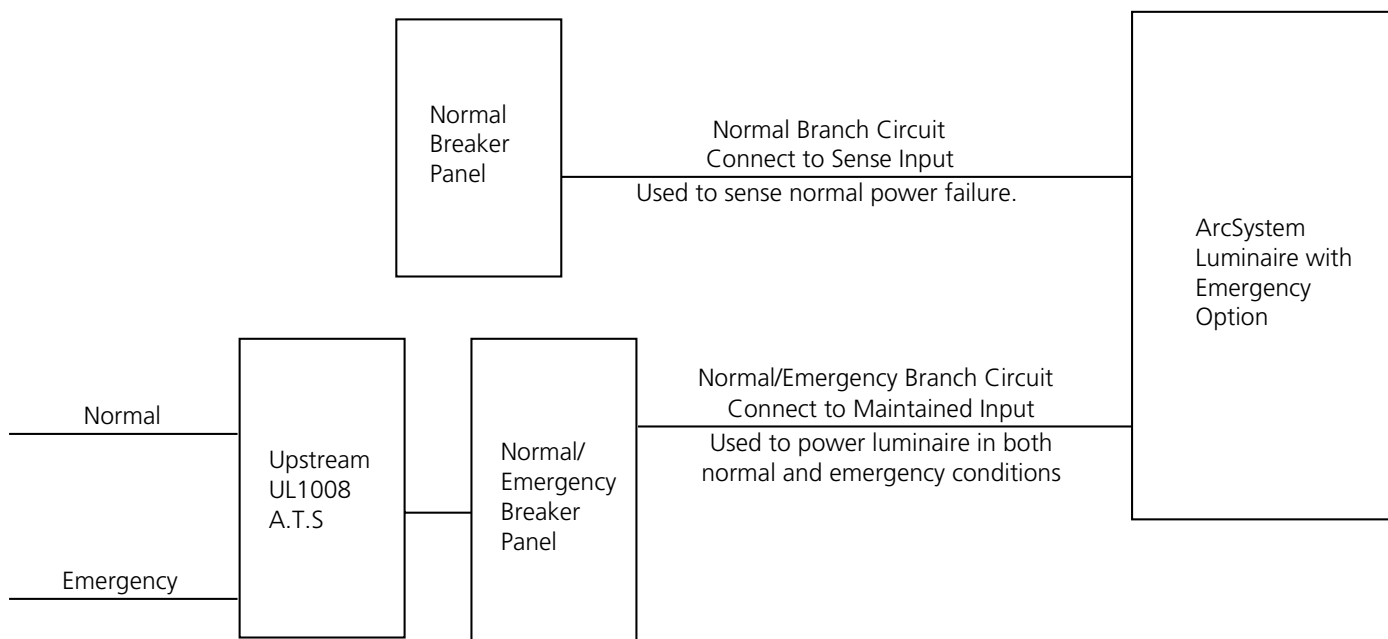 Normal
Breaker
Panel
Normal Branch Circuit
Connect to Sense Input
Used to sense normal power failure.
ArcSystem
Luminaire with
Emergency
Option
Normal
Emergency
Upstream
UL1008
A.T.S
Normal/
Emergency
Breaker
Panel
Normal/Emergency Branch Circuit
Connect to Maintained Input
Used to power luminaire in both
normal and emergency conditions